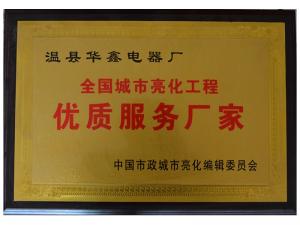 温县华鑫电器厂
全国城市亮化工程
优质服务厂家
中国市政城市亮化编辑委员会